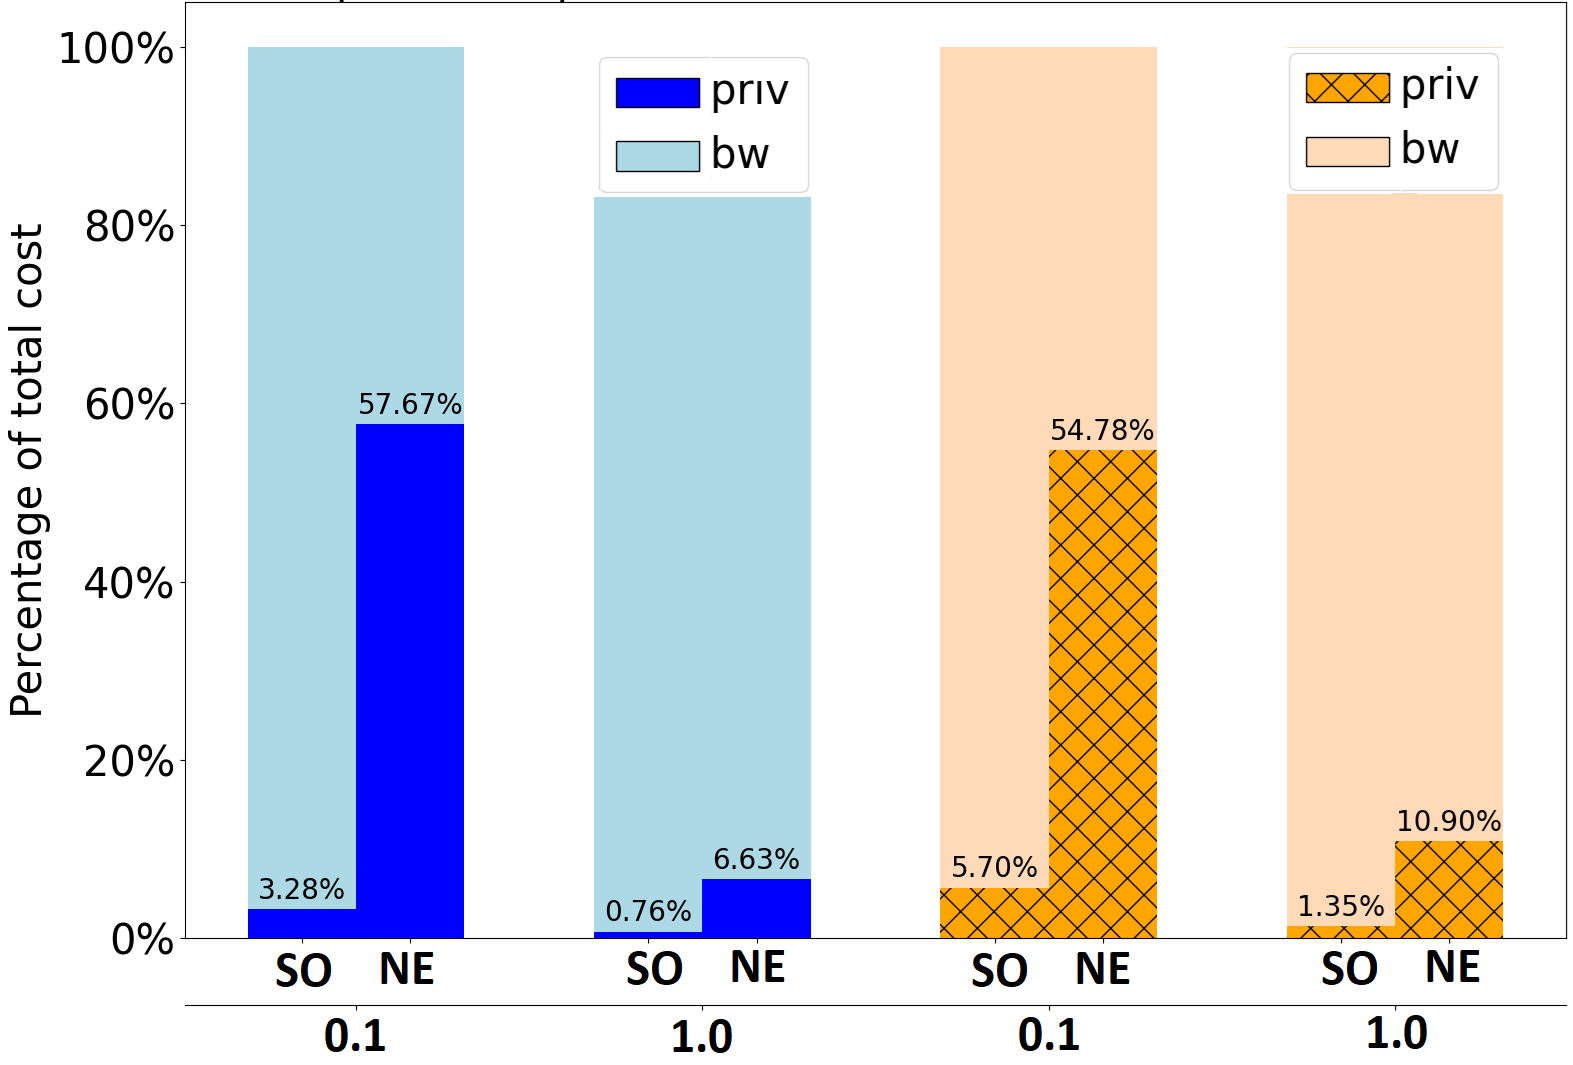 Percentage of total cost
100%
80%
60%
40%
20%
0%
priv
bw
priv
bw
3.28%
57.67%
0.76%
6.63%
5.70%
54.78%
1.35%
10.90%
SO NE SO NE SO NE SO NE
0.1 1.0 0.1 1.0